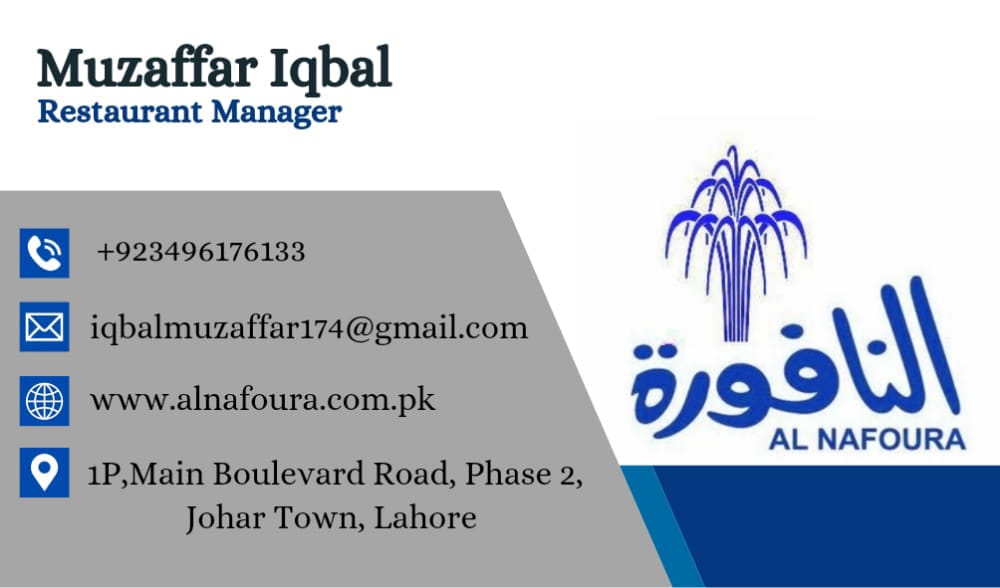 Muzaffar Iqbal
Restaurant Manager
+923496176133
iqbalmuzaffar174@gmail.com
www.alnafoura.com.pk
1P,Main Boulevard Road, Phase 2,
Johar Town, Lahore
النافورة
AL NAFOURA